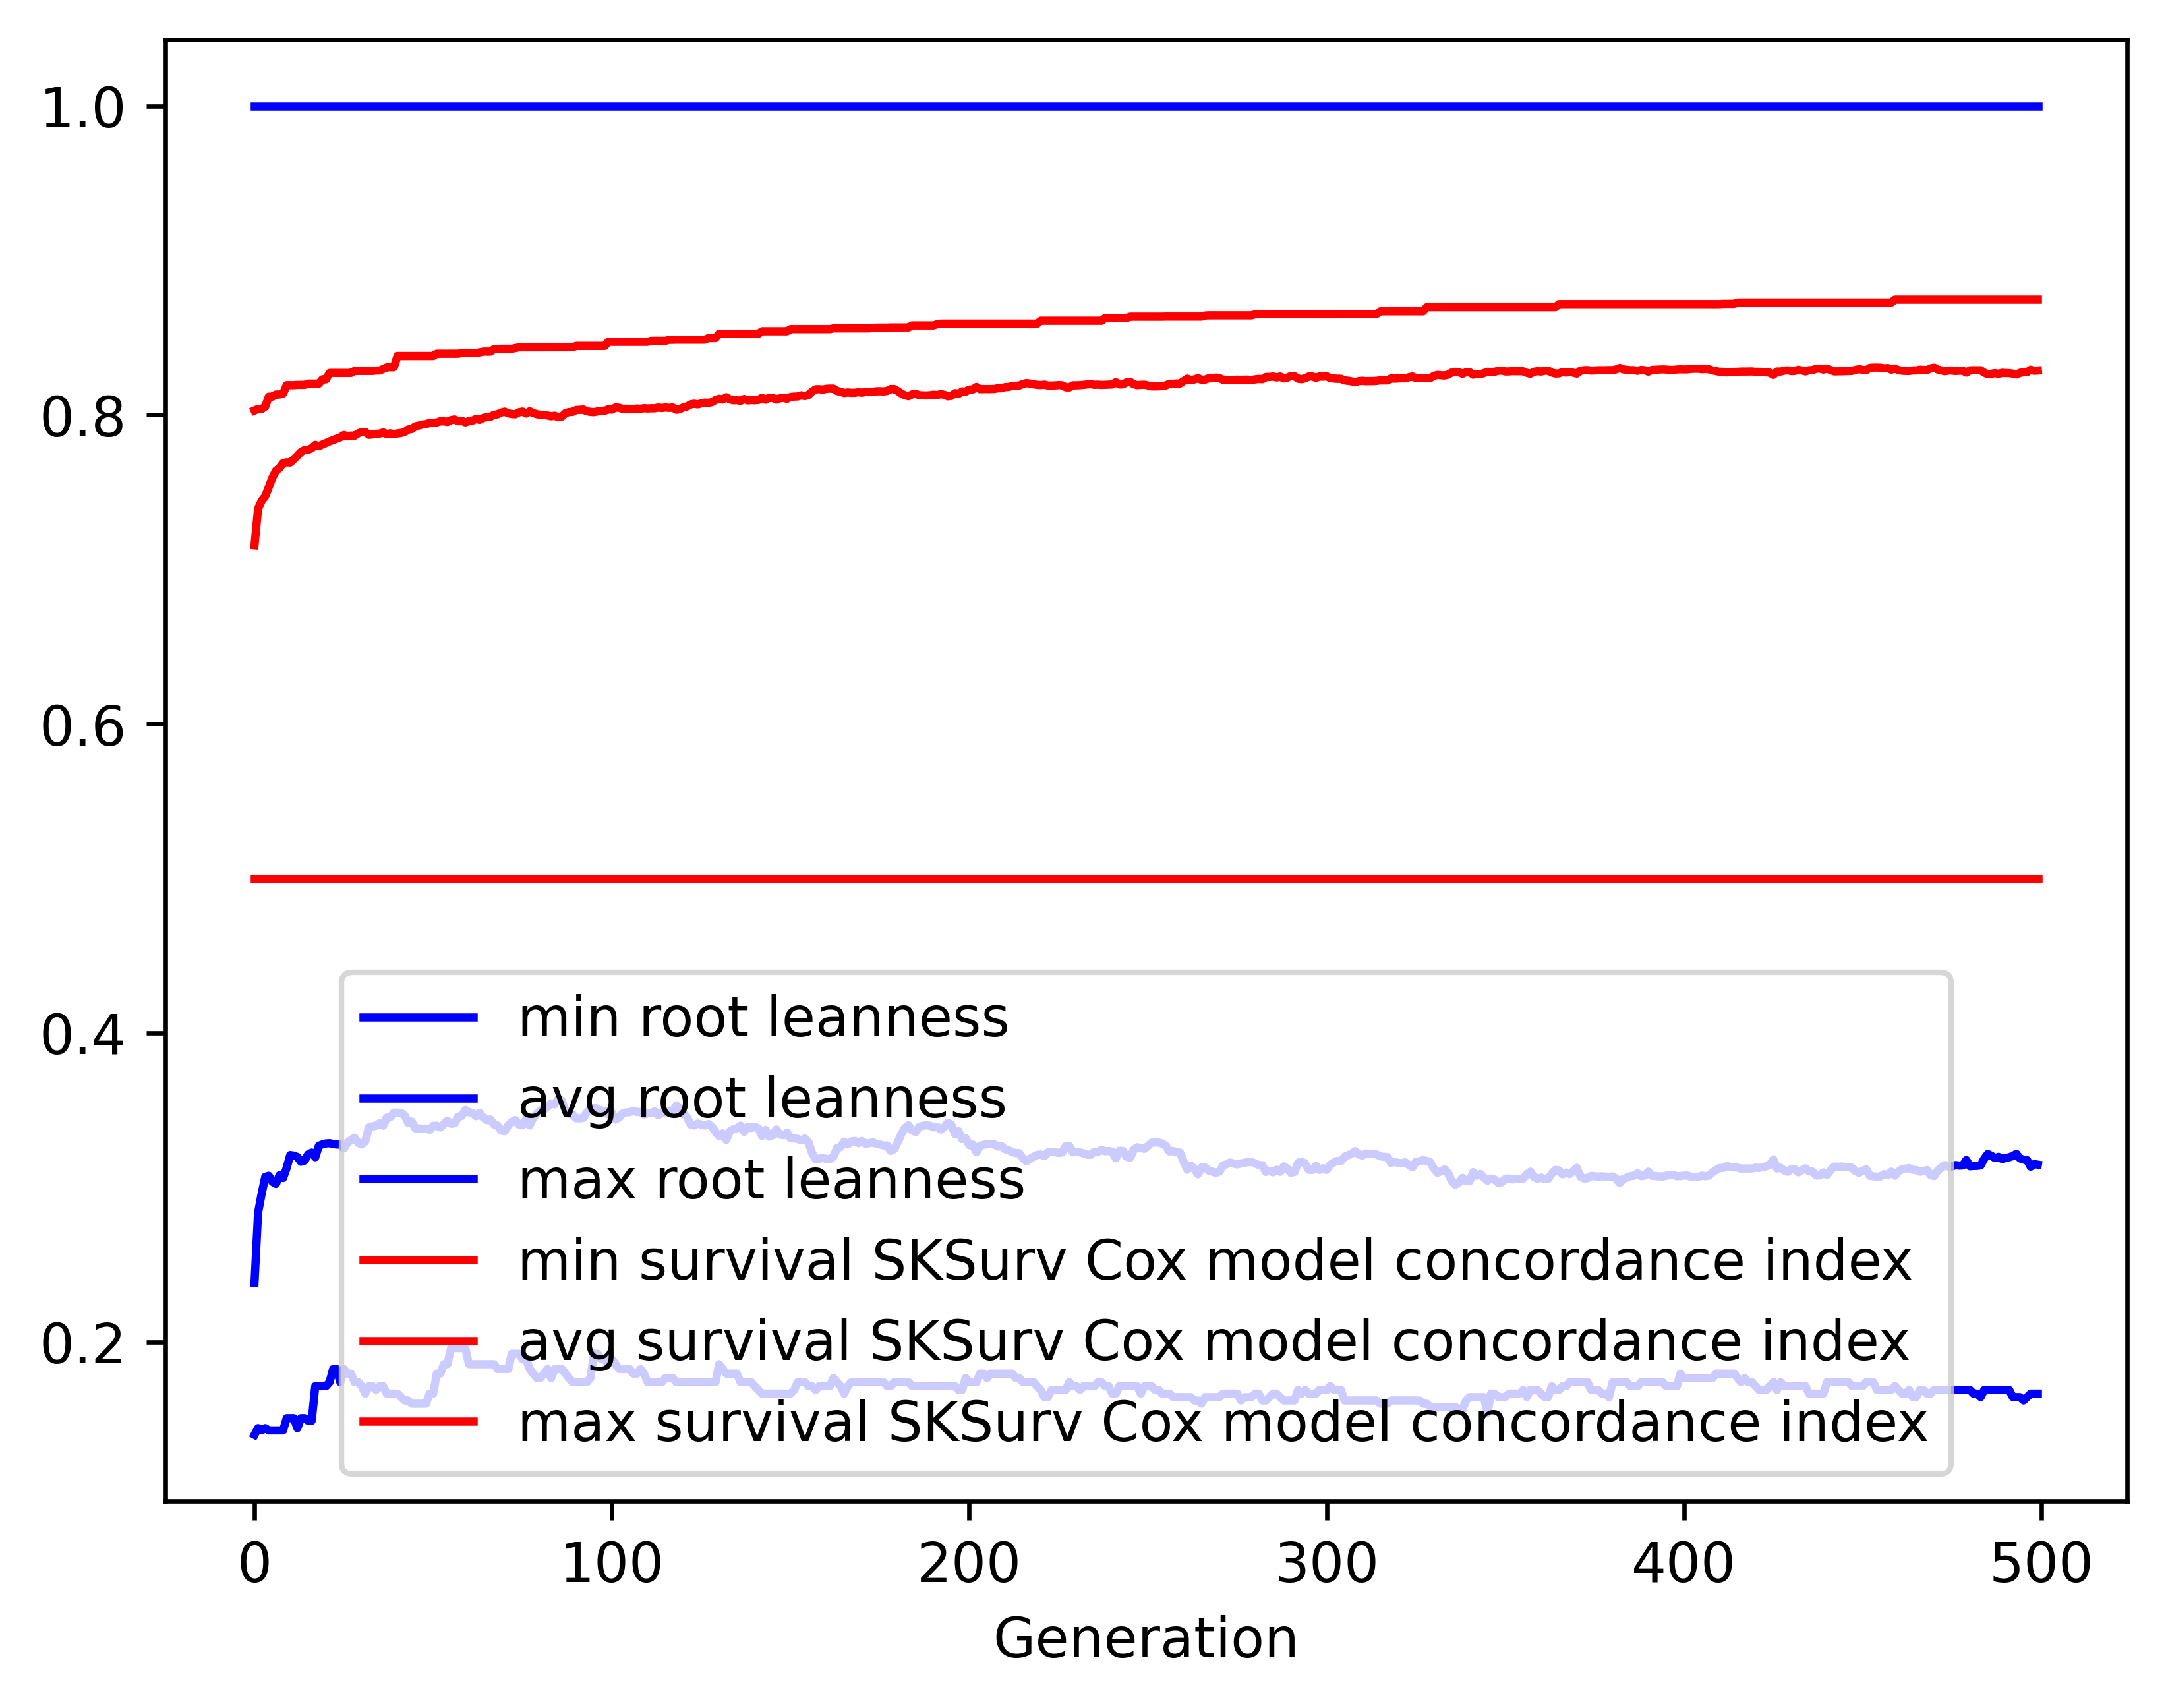 1.0
0.8
0.6
0.4
0.2
min root leanness
avg root leanness
max root leanness
min survival SKSurv Cox model concordance index
avg survival SKSurv Cox model concordance index
max survival SKSurv Cox model concordance index
0 100 200 300 400 500
Generation